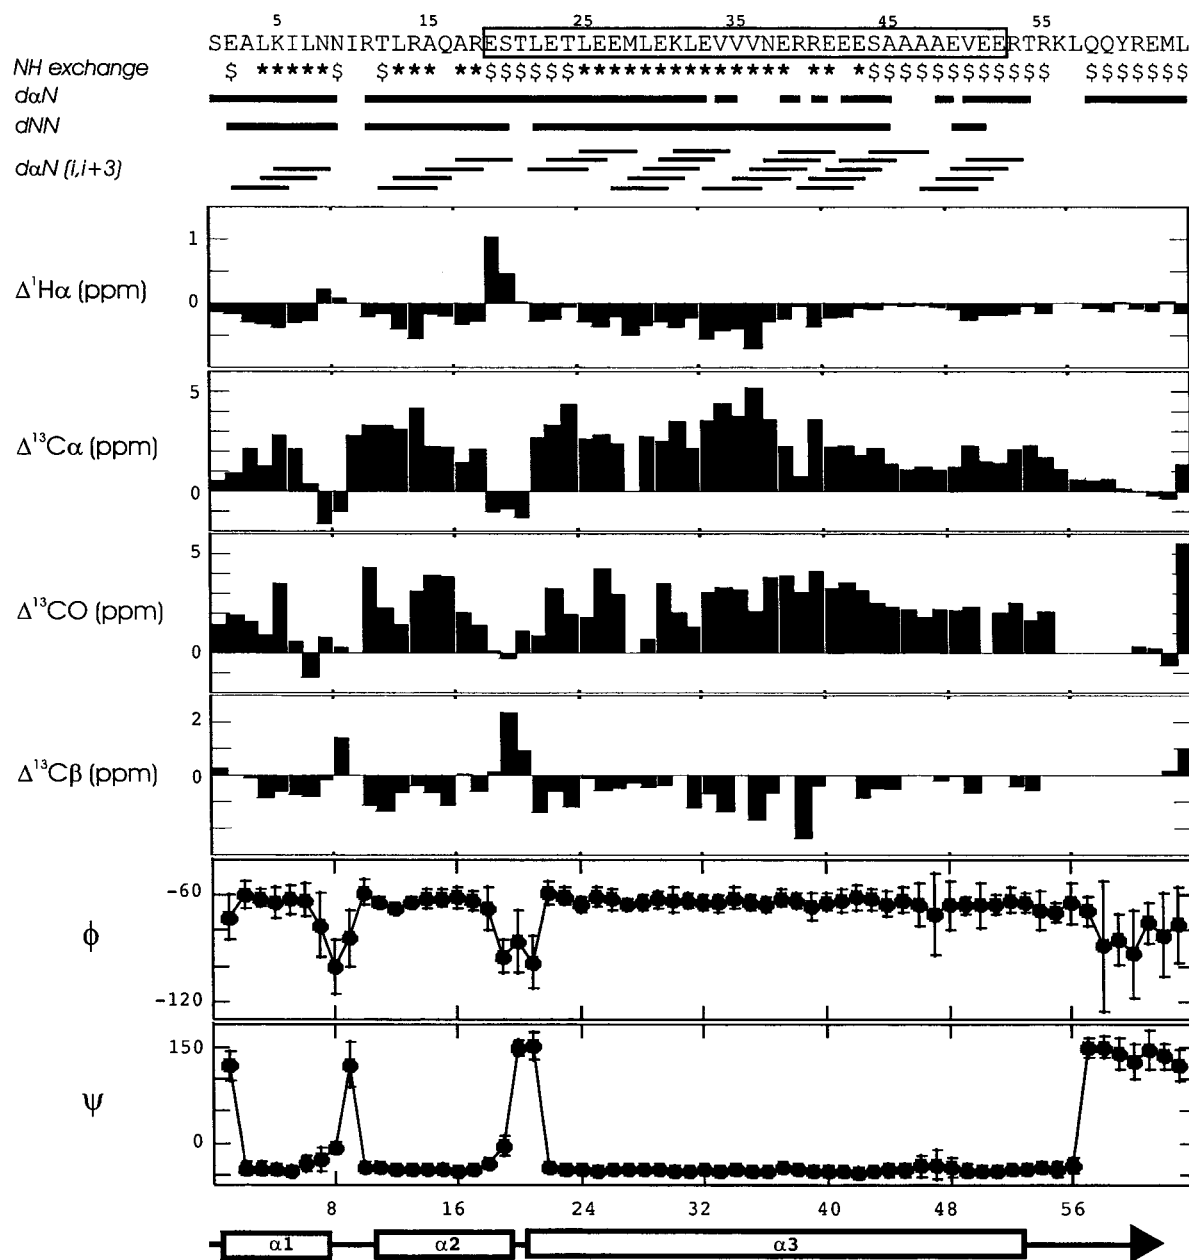 5 15 25 35 45 55
SEALKILNNIRTLRAQARESTLETLEEMLEKLEVVVNERREEESAAAAEVEERTRKLQQYREML
NH exchange $ *****$ $*** **$$$$$$************** ** *$$$$$$$$$$$$ $$$$$$$
dαN
dNN
dαN (i,i+3)
1
Δ¹Hα (ppm)
0
5
Δ¹³Cα (ppm)
0
5
Δ¹³CO (ppm)
0
2
Δ¹³Cβ (ppm)
0
-60
ϕ
-120
150
ψ
0
8 16 24 32 40 48 56
α1 α2 α3